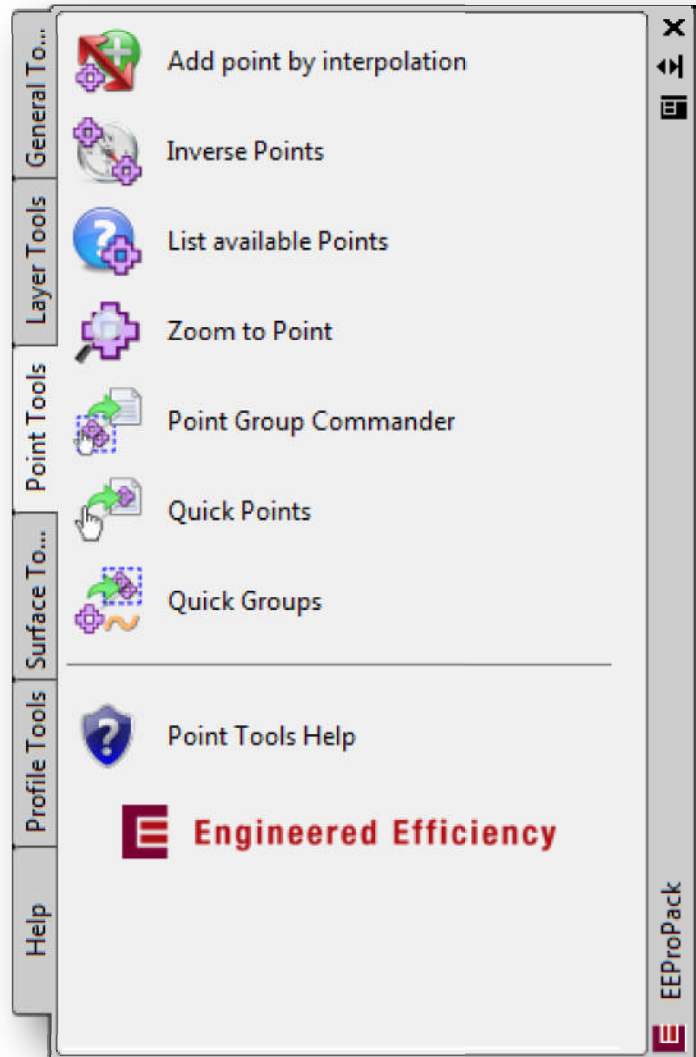 General To...
Layer Tools
Point Tools
Surface To...
Profile Tools
Help
Add point by interpolation
Inverse Points
List available Points
Zoom to Point
Point Group Commander
Quick Points
Quick Groups
Point Tools Help
Engineered Efficiency
EEProPack